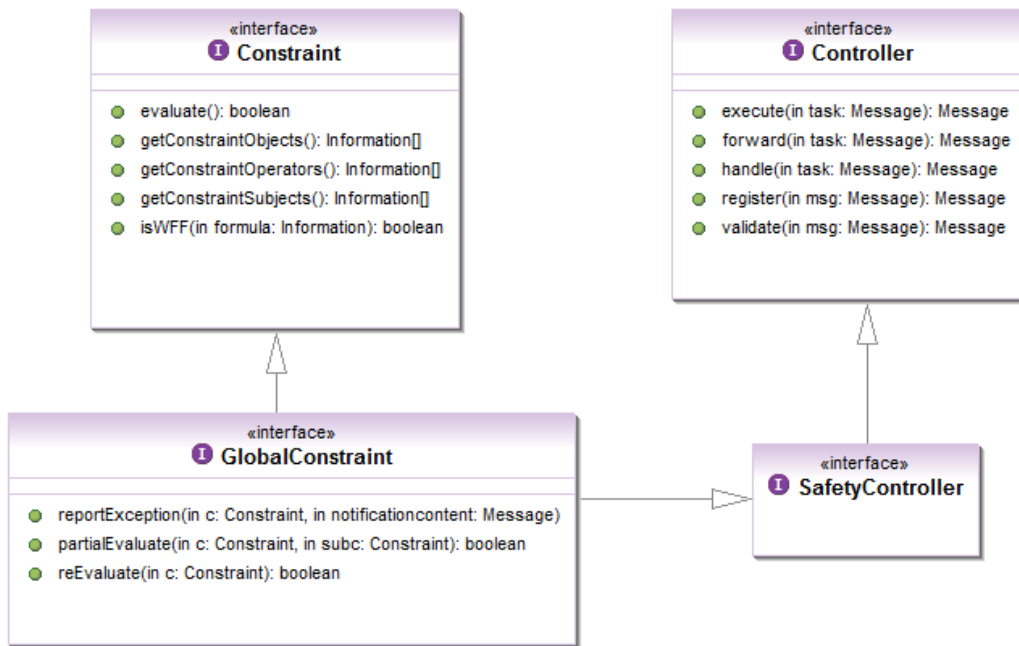 «interface»
I Constraint
evaluate(): boolean
getConstraintObjects(): Information[]
getConstraintOperators(): Information[]
getConstraintSubjects(): Information[]
isWFF(in formula: Information): boolean
«interface»
I Controller
execute(in task: Message): Message
forward(in task: Message): Message
handle(in task: Message): Message
register(in msg: Message): Message
validate(in msg: Message): Message
«interface»
I GlobalConstraint
reportException(in c: Constraint, in notificationcontent: Message)
partialEvaluate(in c: Constraint, in subc: Constraint): boolean
reEvaluate(in c: Constraint): boolean
«interface»
I SafetyController